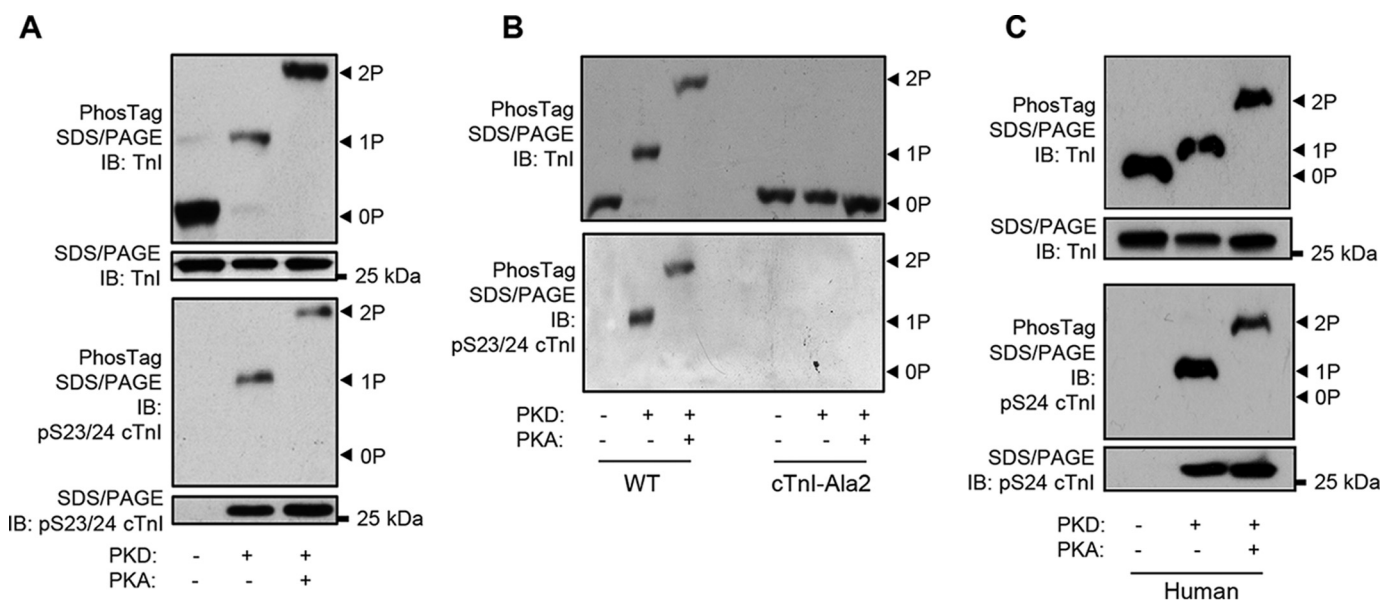 A
PhosTag
SDS/PAGE
IB: TnI
2P
1P
0P
SDS/PAGE
IB: TnI
25 kDa
PhosTag
SDS/PAGE
IB:
pS23/24 cTnI
2P
1P
0P
SDS/PAGE
IB: pS23/24 cTnI
25 kDa
PKD: - + +
PKA: - - +
B
PhosTag
SDS/PAGE
IB: TnI
2P
1P
0P
PhosTag
SDS/PAGE
IB:
pS23/24 cTnI
2P
1P
0P
PKD: - + + - + +
PKA: - - + - - +
WT cTnI-Ala2
C
PhosTag
SDS/PAGE
IB: TnI
2P
1P
0P
SDS/PAGE
IB: TnI
25 kDa
PhosTag
SDS/PAGE
IB:
pS24 cTnI
2P
1P
0P
SDS/PAGE
IB: pS24 cTnI
25 kDa
PKD: - + +
PKA: - - +
Human